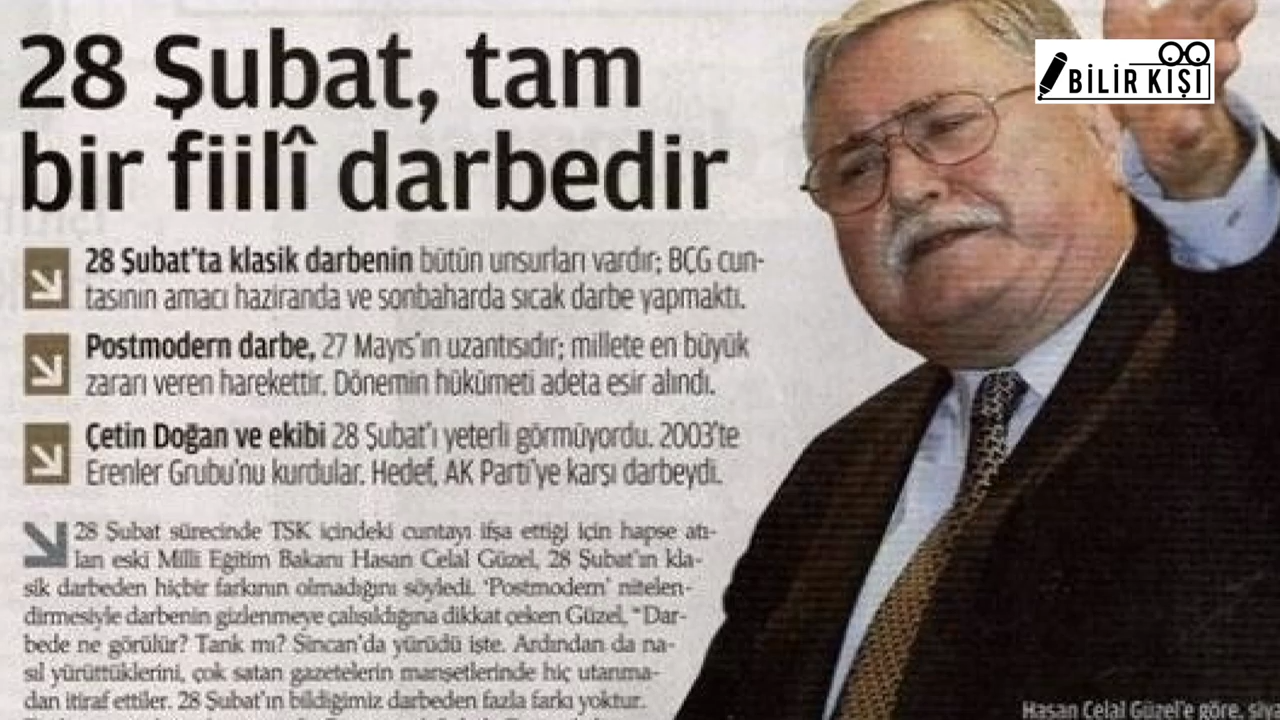 28 Şubat, tam
bir fiilî darbedir
BİLİR KİŞİ
28 Şubat'ta klasik darbenin bütün unsurları vardır; BÇG cun-
tasının amacı haziranda ve sonbaharda sıcak darbe yapmaktı.
Postmodern darbe, 27 Mayıs'ın uzantısıdır; millete en büyük
zararı veren harekettir. Dönemin hükümeti adeta esir alındı.
Çetin Doğan ve ekibi 28 Şubat'ı yeterli görmüyordu. 2003'te
Erenler Grubu'nu kurdular. Hedef, AK Parti'ye karşı darbeydi.
28 Şubat sürecinde TSK içindeki cuntayı ifşa ettiği için hapse atı-
lan eski Milli Eğitim Bakanı Hasan Celal Güzel, 28 Şubat'ın kla-
sik darbeden hiçbir farkının olmadığını söyledi. 'Postmodern' nitelen-
dirmesiyle darbenin gizlenmeye çalışıldığına dikkat çeken Güzel, "Dar-
bede ne görülür? Tank mı? Sincan'da yürüdü işte. Ardından da na-
sıl yürüttüklerini, çok satan gazetelerin manşetlerinde hiç utanma-
dan itiraf ettiler. 28 Şubat'ın bildiğimiz darbeden fazla farkı yoktur.
Hasan Celal Güzel'e göre, siya